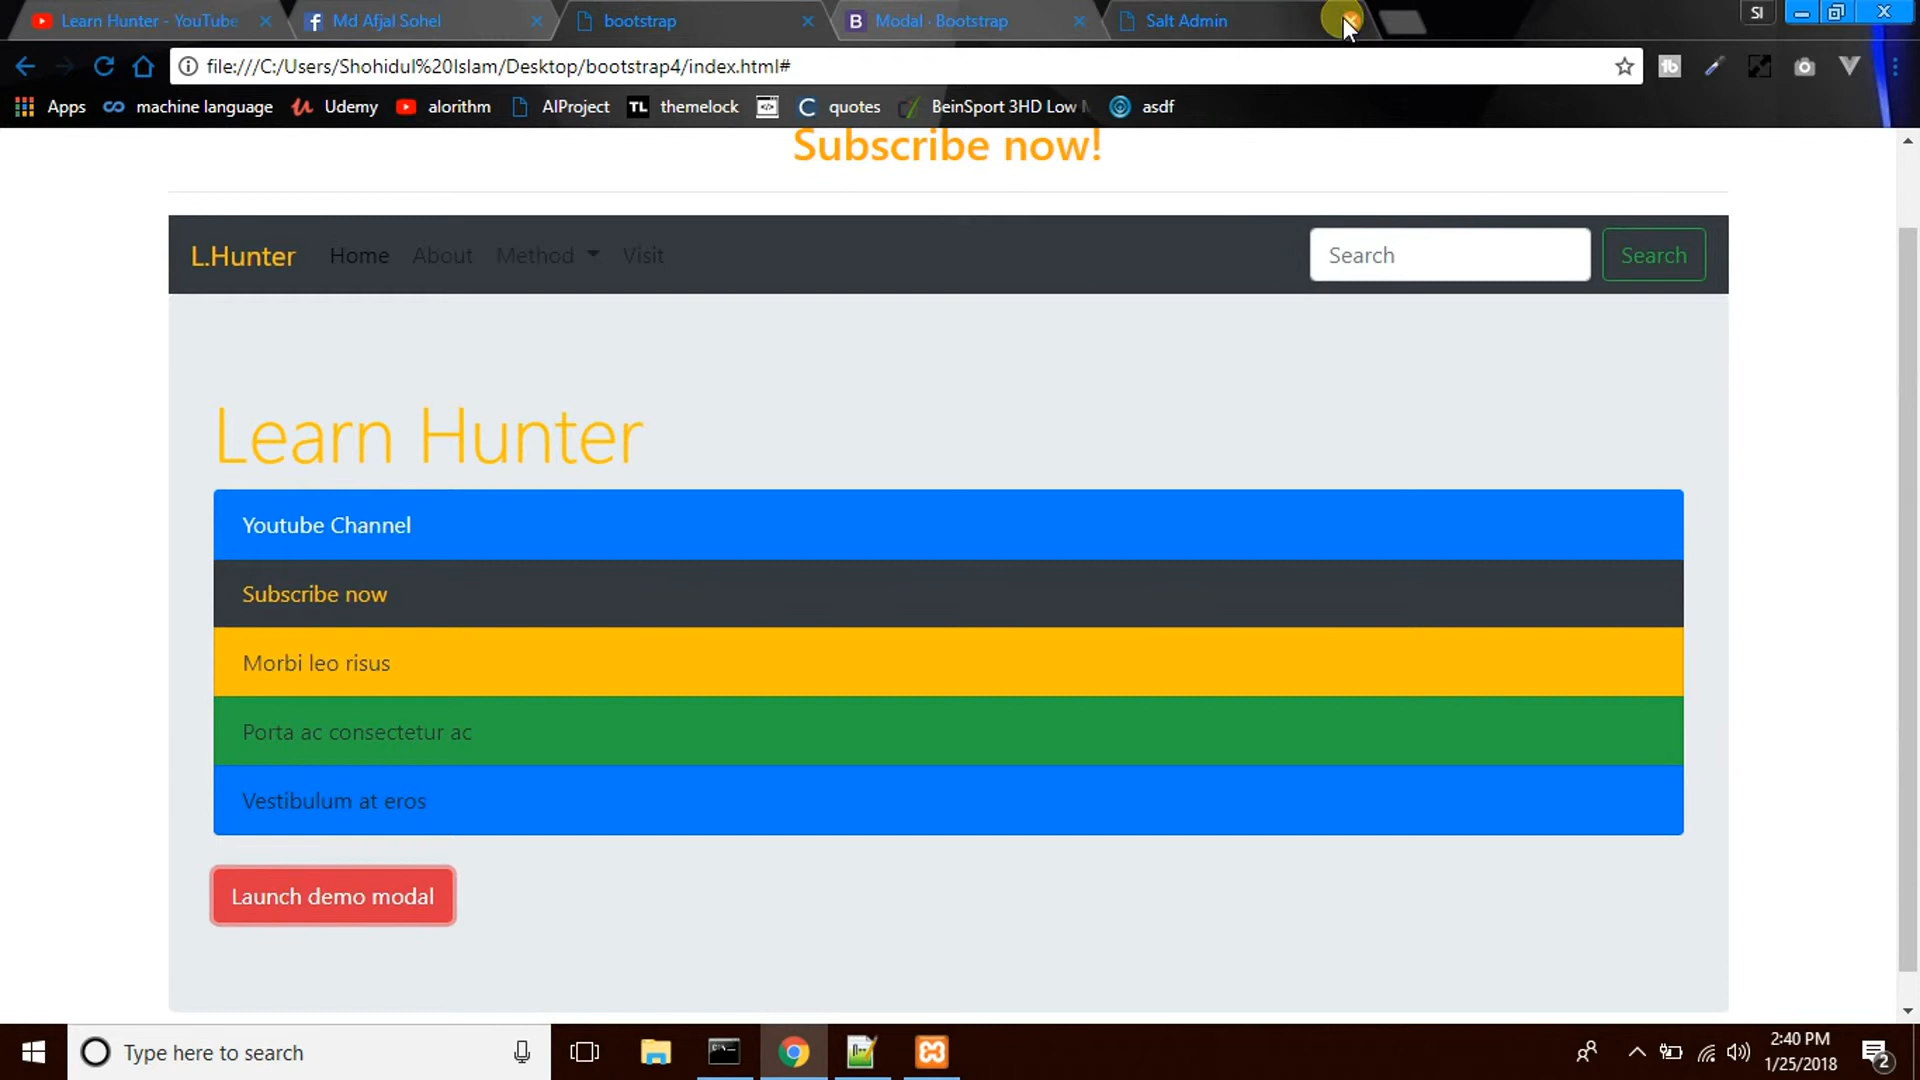 Learn Hunter - YouTube
Md Afjal Sohel
bootstrap
B Modal · Bootstrap
Salt Admin
SI
file:///C:/Users/Shohidul%20Islam/Desktop/bootstrap4/index.html#
Apps machine language Udemy alorithm AIProject TL themelock quotes BeinSport 3HD Low asdf
Subscribe now!
L.Hunter Home About Method Visit Search Search
Learn Hunter
Youtube Channel
Subscribe now
Morbi leo risus
Porta ac consectetur ac
Vestibulum at eros
Launch demo modal
Type here to search
2:40 PM
1/25/2018
2